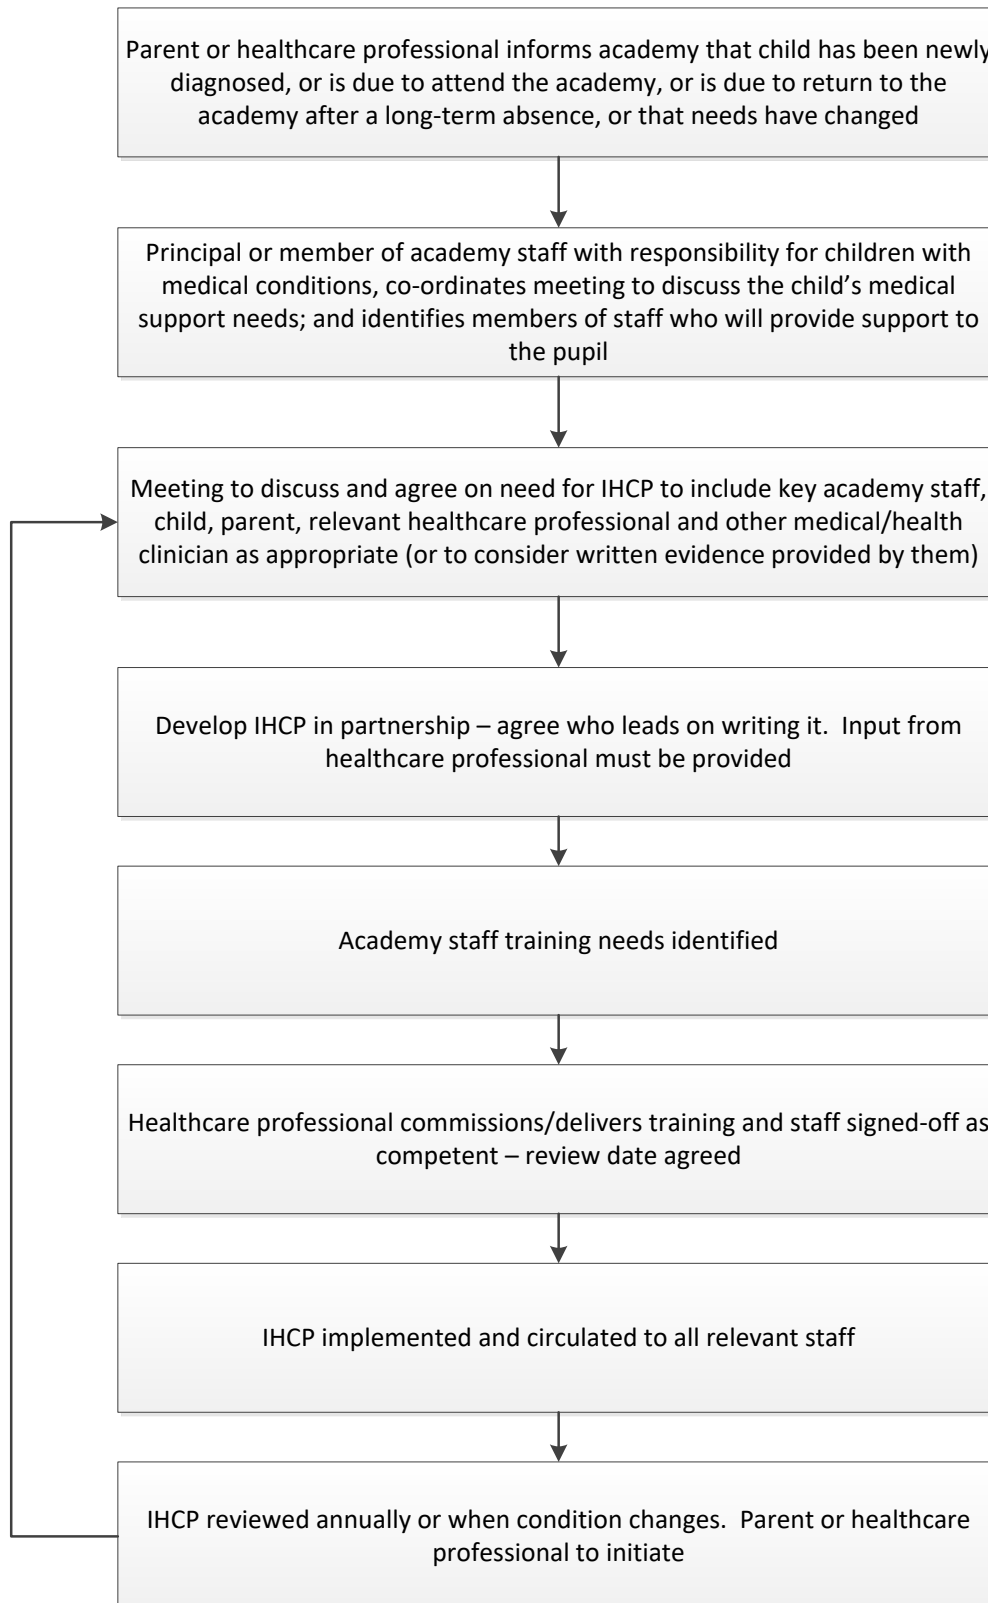 Parent or healthcare professional informs academy that child has been newly
diagnosed, or is due to attend the academy, or is due to return to the
academy after a long-term absence, or that needs have changed
Principal or member of academy staff with responsibility for children with
medical conditions, co-ordinates meeting to discuss the child’s medical
support needs; and identifies members of staff who will provide support to
the pupil
Meeting to discuss and agree on need for IHCP to include key academy staff,
child, parent, relevant healthcare professional and other medical/health
clinician as appropriate (or to consider written evidence provided by them)
Develop IHCP in partnership – agree who leads on writing it.  Input from
healthcare professional must be provided
Academy staff training needs identified
Healthcare professional commissions/delivers training and staff signed-off as
competent – review date agreed
IHCP implemented and circulated to all relevant staff
IHCP reviewed annually or when condition changes.  Parent or healthcare
professional to initiate